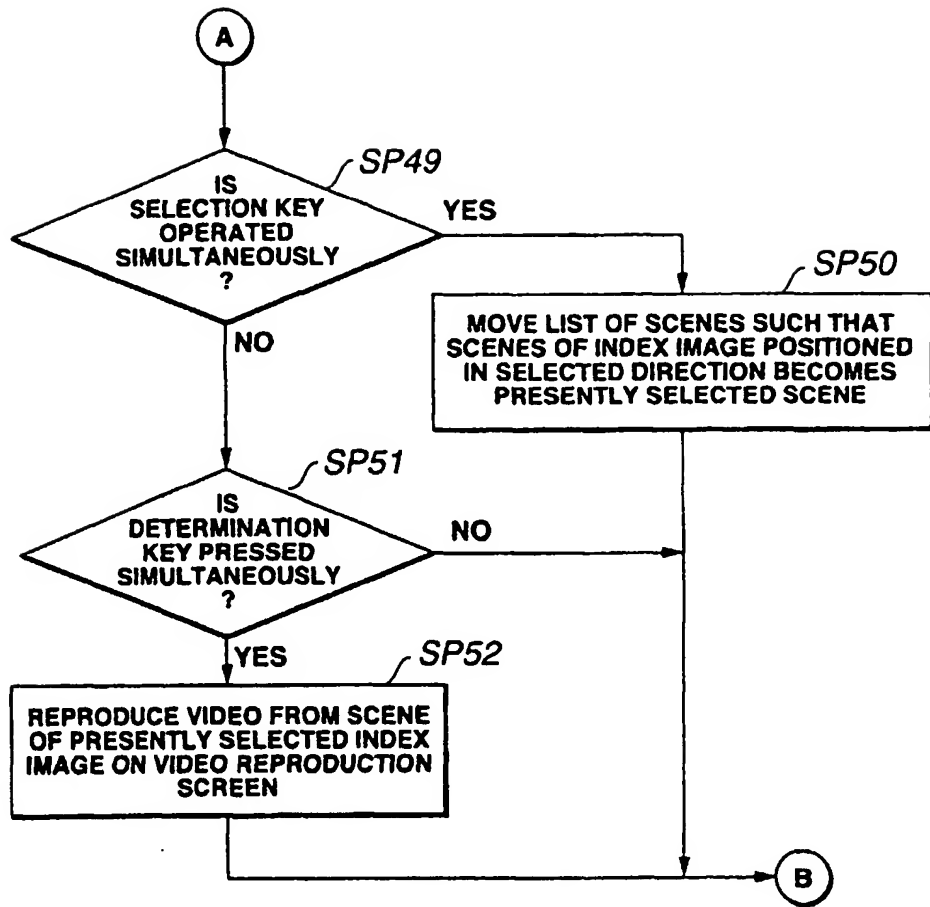 A
SP49
IS
SELECTION KEY
OPERATED
SIMULTANEOUSLY
?
YES
NO
SP50
MOVE LIST OF SCENES SUCH THAT
SCENES OF INDEX IMAGE POSITIONED
IN SELECTED DIRECTION BECOMES
PRESENTLY SELECTED SCENE
SP51
IS
DETERMINATION
KEY PRESSED
SIMULTANEOUSLY
?
NO
YES
SP52
REPRODUCE VIDEO FROM SCENE
OF PRESENTLY SELECTED INDEX
IMAGE ON VIDEO REPRODUCTION
SCREEN
B